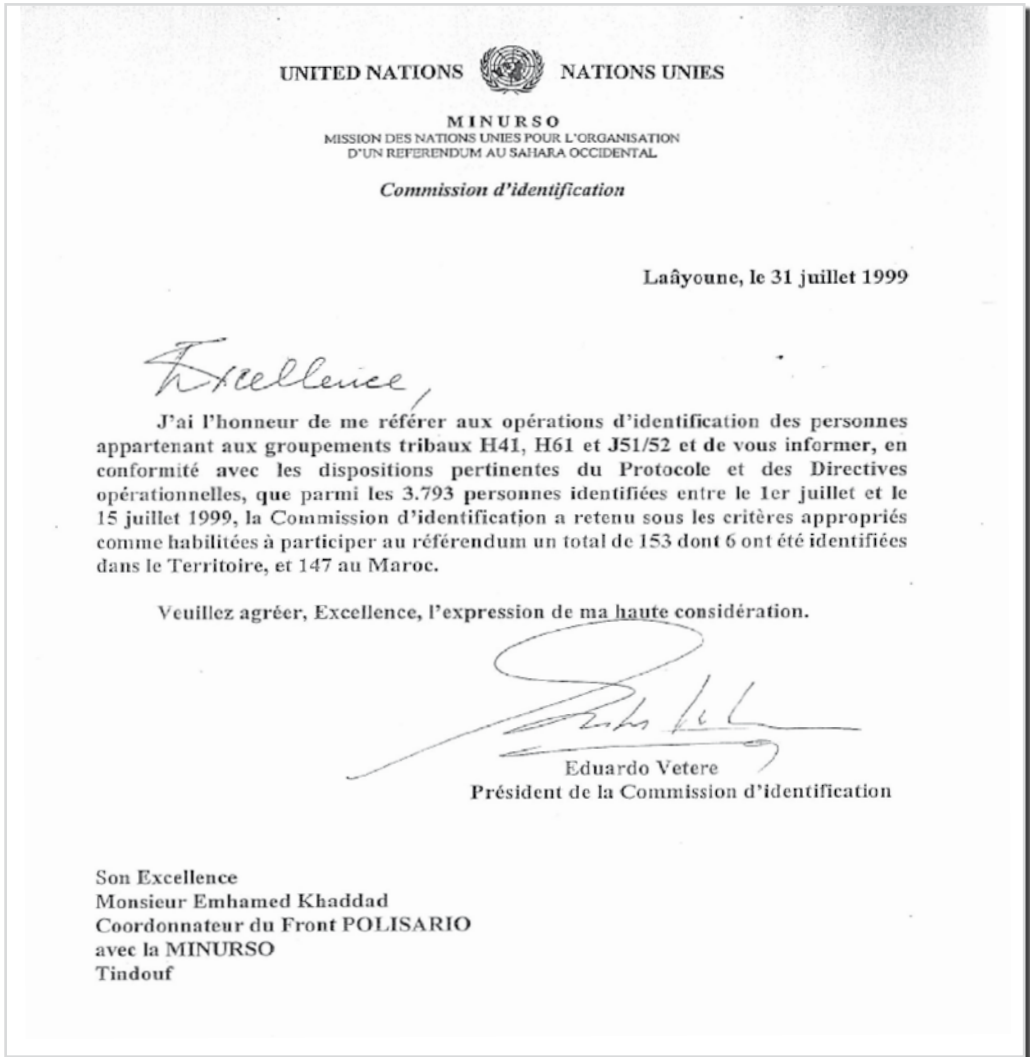 UNITED NATIONS NATIONS UNIES
MINURSO
MISSION DES NATIONS UNIES POUR L'ORGANISATION
D'UN REFERENDUM AU SAHARA OCCIDENTAL
Commission d'identification
Laâyoune, le 31 juillet 1999
Excellence,
J'ai l'honneur de me référer aux opérations d'identification des personnes
appartenant aux groupements tribaux H41, H61 et J51/52 et de vous informer, en
conformité avec les dispositions pertinentes du Protocole et des Directives
opérationnelles, que parmi les 3.793 personnes identifiées entre le 1er juillet et le
15 juillet 1999, la Commission d'identification a retenu sous les critères appropriés
comme habilitées à participer au référendum un total de 153 dont 6 ont été identifiées
dans le Territoire, et 147 au Maroc.
Veuillez agréer, Excellence, l'expression de ma haute considération.
Eduardo Vetere
Président de la Commission d'identification
Son Excellence
Monsieur Emhamed Khaddad
Coordonnateur du Front POLISARIO
avec la MINURSO
Tindouf